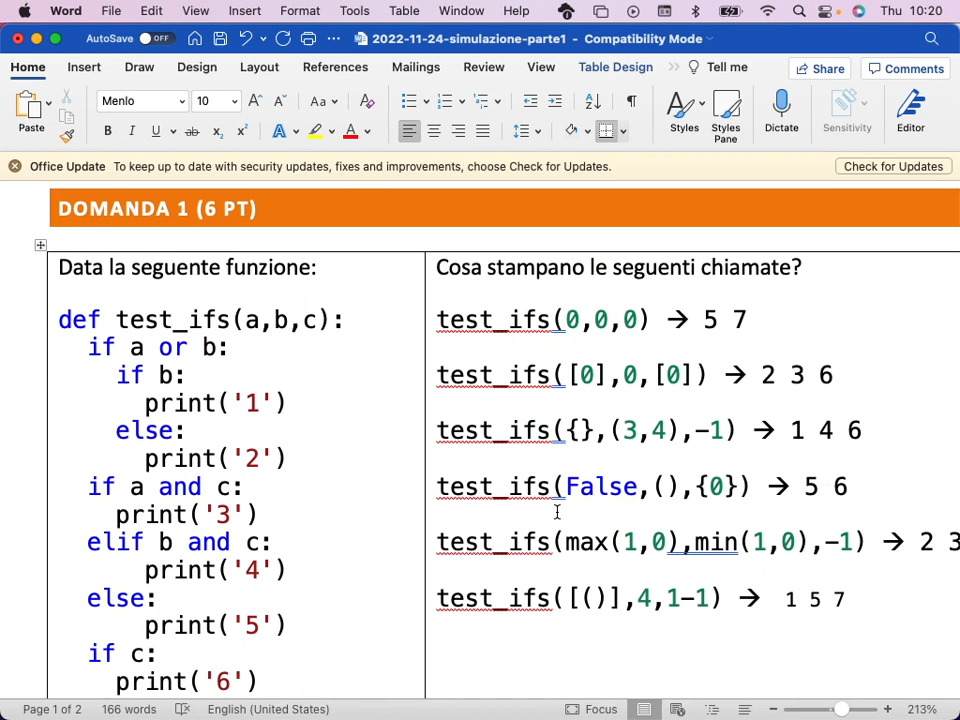 Word File Edit View Insert Format Tools Table Window Help Thu 10:20
AutoSave OFF 2022-11-24-simulazione-parte1 - Compatibility Mode
Home Insert Draw Design Layout References Mailings Review View Table Design Tell me Share Comments
Paste Menlo 10 Aa Styles Styles Pane Dictate Sensitivity Editor
Office Update To keep up to date with security updates, fixes and improvements, choose Check for Updates. Check for Updates
DOMANDA 1 (6 PT)
Data la seguente funzione:
def test_ifs(a,b,c):
if a or b:
if b:
print('1')
else:
print('2')
if a and c:
print('3')
elif b and c:
print('4')
else:
print('5')
if c:
print('6')
Cosa stampano le seguenti chiamate?
test_ifs(0,0,0) → 5 7
test_ifs([0],0,[0]) → 2 3 6
test_ifs({},(3,4),-1) → 1 4 6
test_ifs(False,(),{0}) → 5 6
test_ifs(max(1,0),min(1,0),-1) → 2 3
test_ifs([()],4,1-1) → 1 5 7
Page 1 of 2 166 words English (United States) Focus 213%